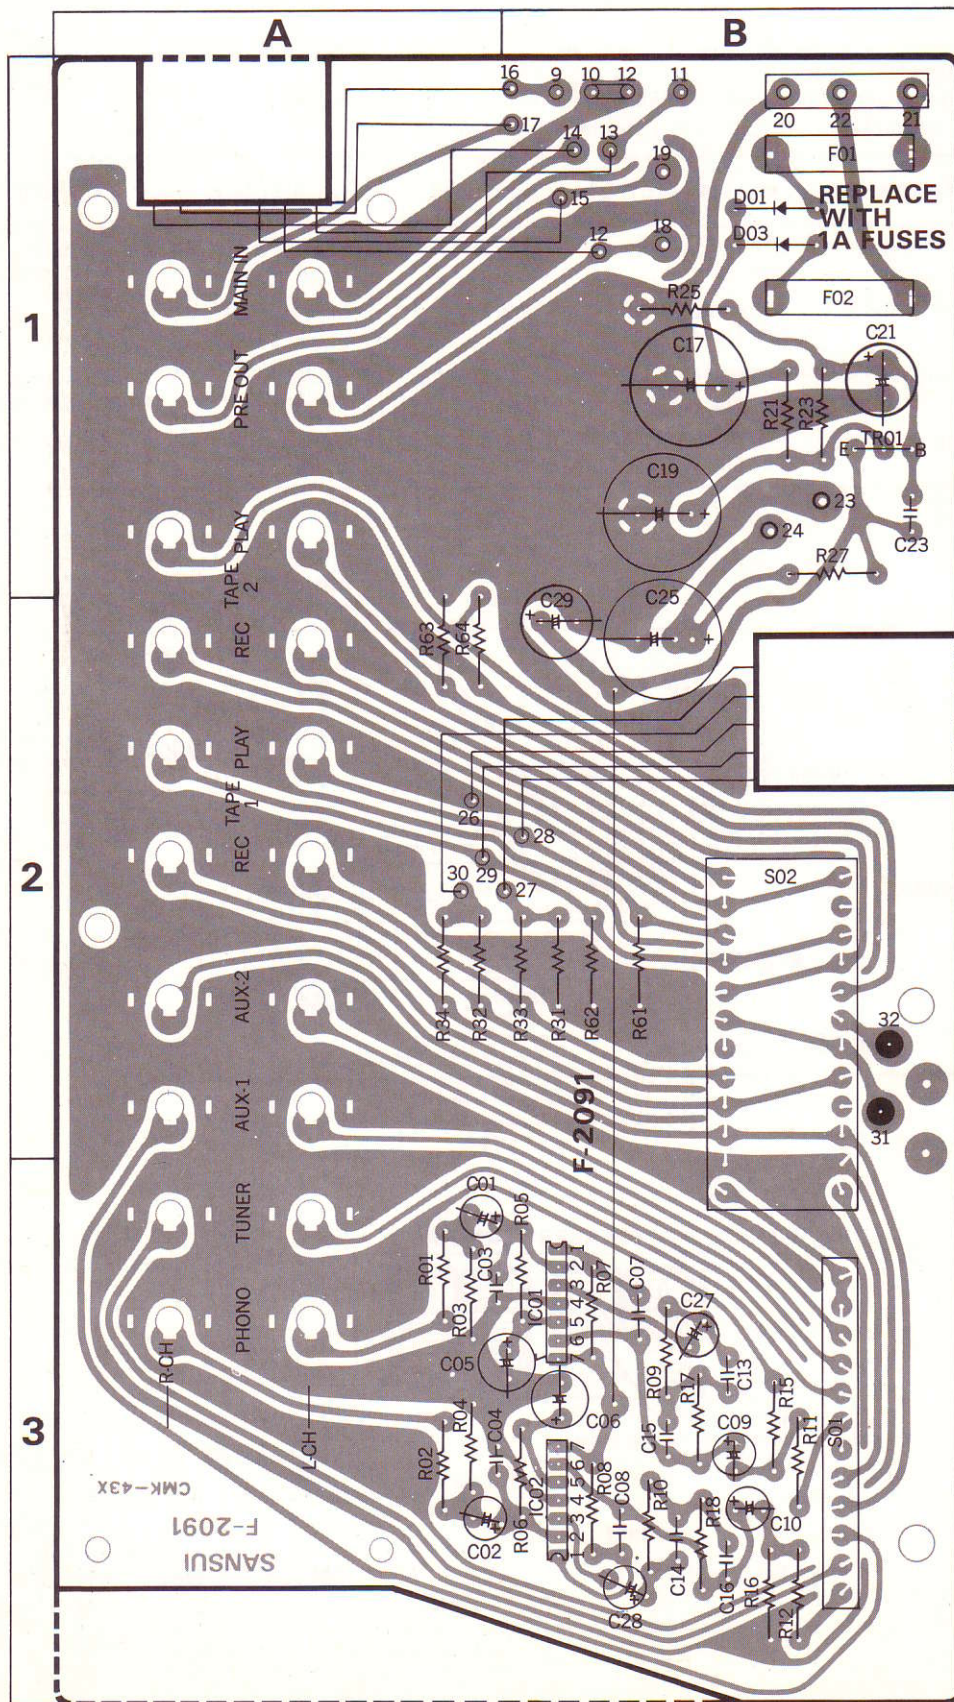 A B
16 9 10 12 11
20 22 21
17 14 13
F01
19
D01 REPLACE
15 WITH
D03 1A FUSES
12 18
MAIN IN
R25 F02
1
C17 C21
PRE OUT
R21 R23
E TR01 B
C19
PLAY
23
24
C23
TAPE
2
R27
C29 C25
REC
R63 R64
PLAY
TAPE
1
26
28
REC
29
2
30 27
S02
AUX-2
R34 R32 R33 R31 R62 R61
32
F-2091
AUX-1
31
TUNER
C01 R05
R01 C03 R07 C07
1 2 3 4 5 6 7
R03 IC01
C27
PHONO
C05
R-CH
R09 R17 C13 R15
C06
R04
C04
C15 C09 R11
3
S01
L-CH
R02
7 6 5 4 3 2 1
R08
C08 R10
R18
CMK-43X
IC02
R06
C10
F-2091
C02
SANSUI
C14 C16 R16
C28
R12